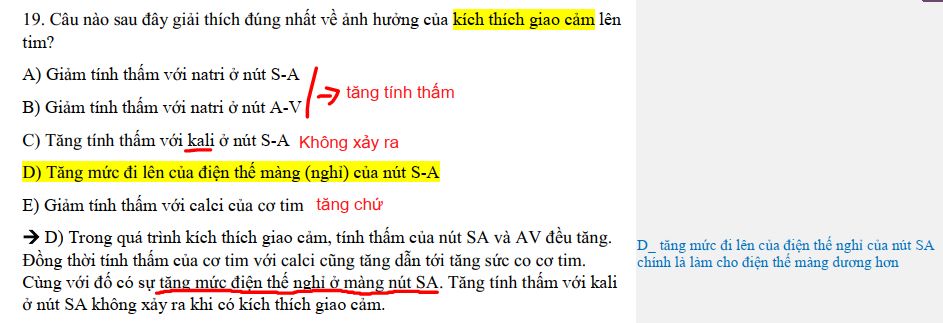 19. Câu nào sau đây giải thích đúng nhất về ảnh hưởng của kích thích giao cảm lên
tim?
A) Giảm tính thấm với natri ở nút S-A
tăng tính thấm
B) Giảm tính thấm với natri ở nút A-V
C) Tăng tính thấm với kali ở nút S-A Không xảy ra
D) Tăng mức đi lên của điện thế màng (nghỉ) của nút S-A
E) Giảm tính thấm với calci của cơ tim tăng chứ
➔ D) Trong quá trình kích thích giao cảm, tính thấm của nút SA và AV đều tăng.
Đồng thời tính thấm của cơ tim với calci cũng tăng dẫn tới tăng sức co cơ tim.
Cùng với đó có sự tăng mức điện thế nghỉ ở màng nút SA. Tăng tính thấm với kali
ở nút SA không xảy ra khi có kích thích giao cảm.
D_ tăng mức đi lên của điện thế nghỉ của nút SA
chính là làm cho điện thế màng dương hơn